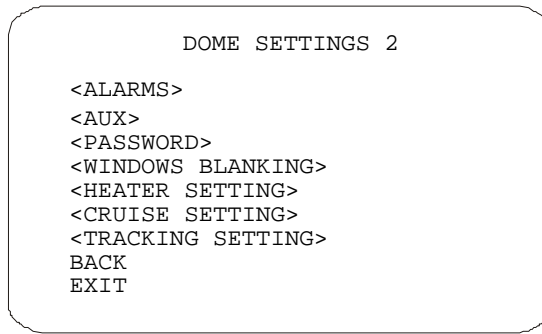 DOME SETTINGS 2
<ALARMS>
<AUX>
<PASSWORD>
<WINDOWS BLANKING>
<HEATER SETTING>
<CRUISE SETTING>
<TRACKING SETTING>
BACK
EXIT